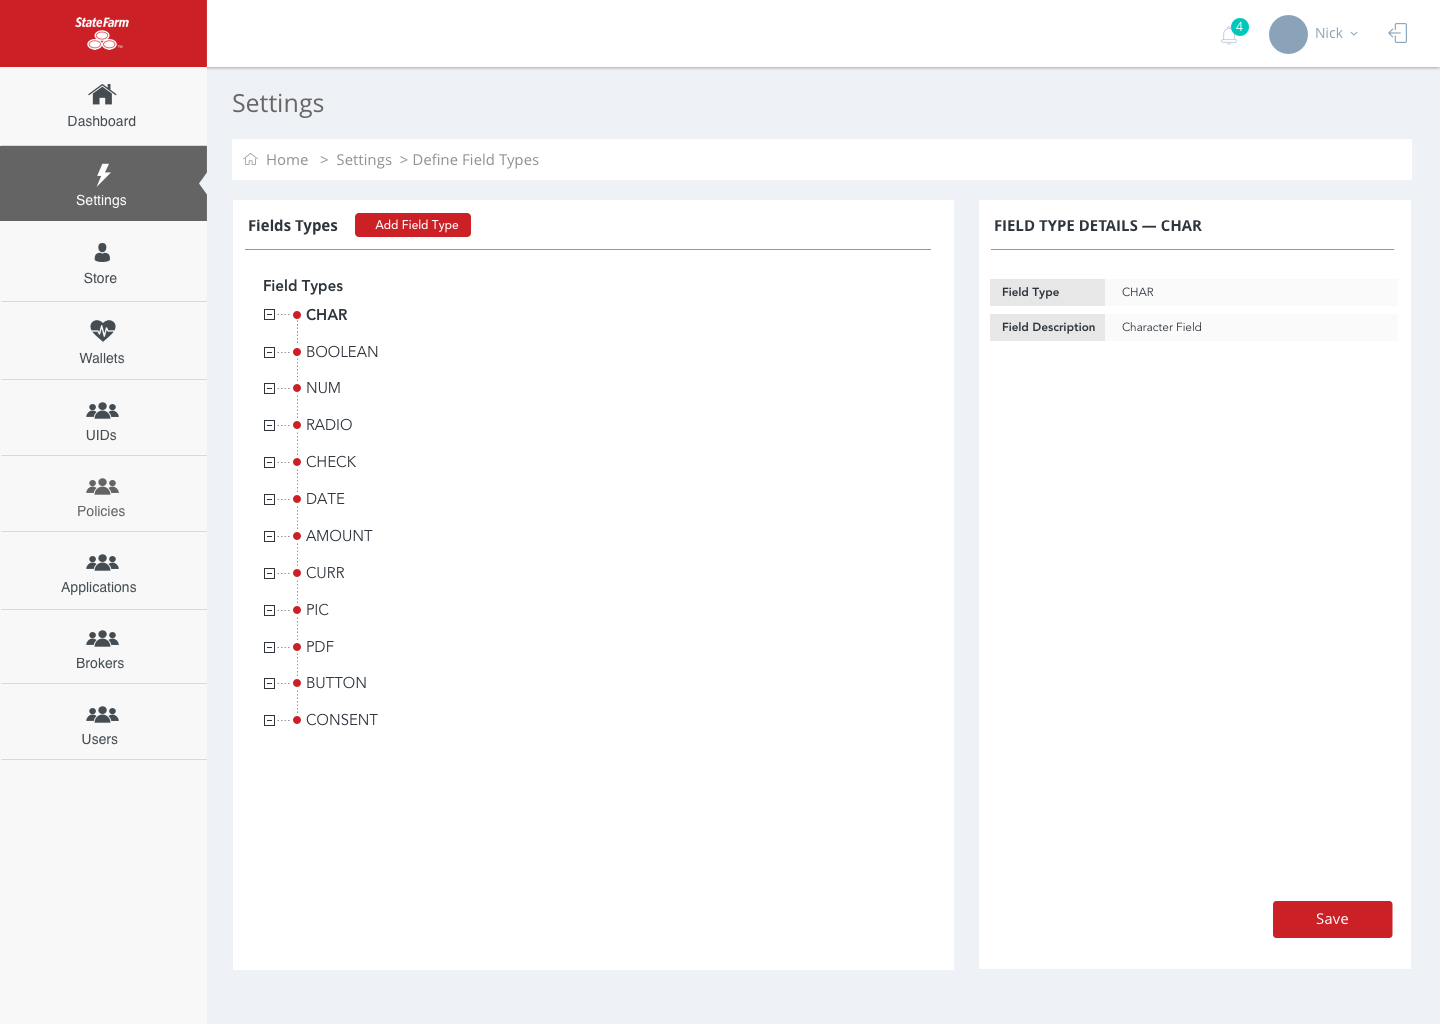 StateFarm
TM
4
Nick
Dashboard
Settings
Store
Wallets
UIDs
Policies
Applications
Brokers
Users
Settings
Home > Settings > Define Field Types
Fields Types
Add Field Type
Field Types
CHAR
BOOLEAN
NUM
RADIO
CHECK
DATE
AMOUNT
CURR
PIC
PDF
BUTTON
CONSENT
FIELD TYPE DETAILS — CHAR
Field Type CHAR
Field Description Character Field
Save